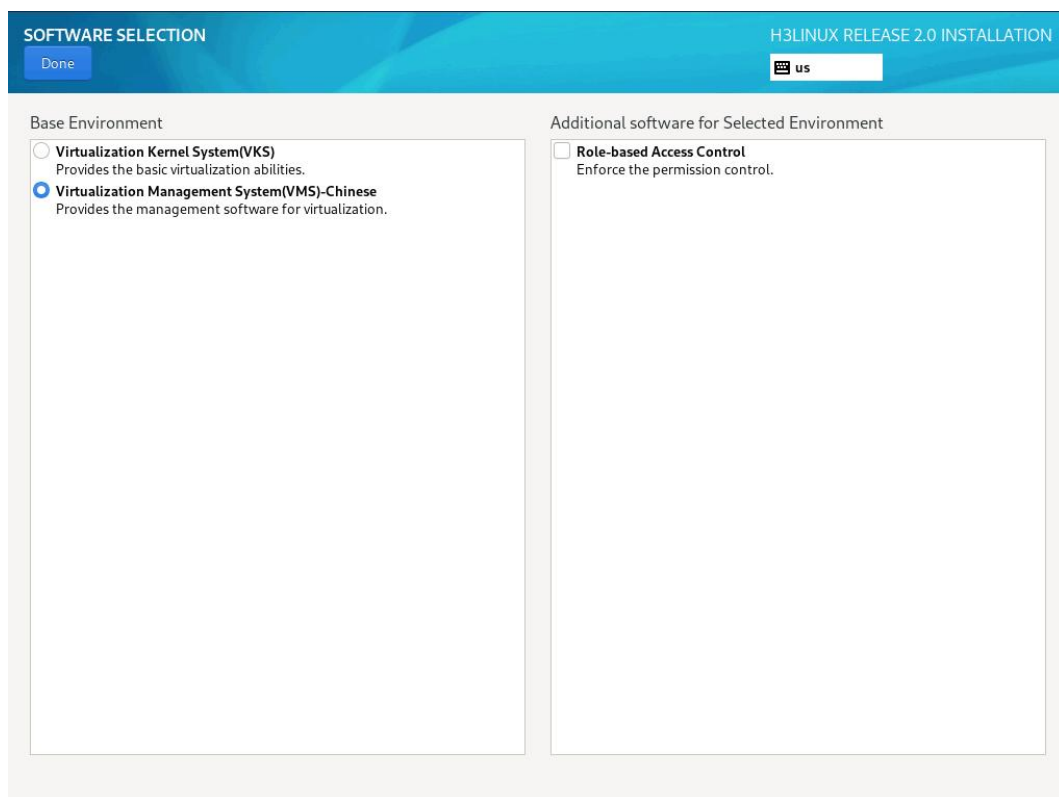 SOFTWARE SELECTION
H3LINUX RELEASE 2.0 INSTALLATION
Done
us
Base Environment
Virtualization Kernel System(VKS)
Provides the basic virtualization abilities.
Virtualization Management System(VMS)-Chinese
Provides the management software for virtualization.
Additional software for Selected Environment
Role-based Access Control
Enforce the permission control.